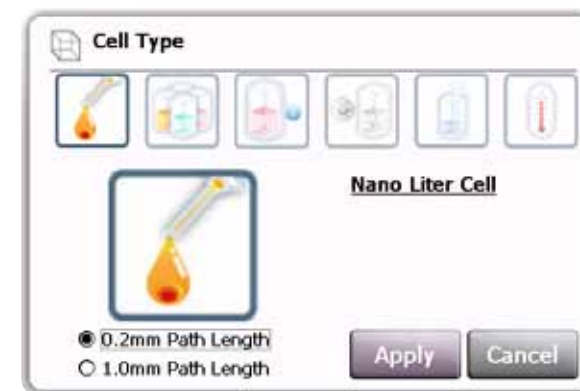 Cell Type
Nano Liter Cell
0.2mm Path Length
1.0mm Path Length
Apply
Cancel